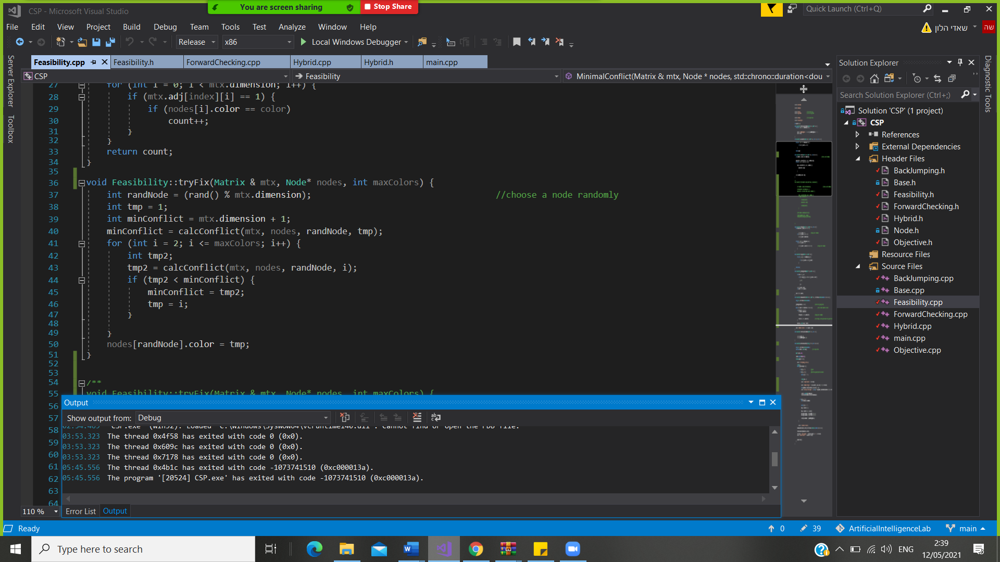 CSP - Microsoft Visual Studio
You are screen sharing
Stop Share
Quick Launch (Ctrl+Q)
File Edit View Project Build Debug Team Tools Test Analyze Window Help
שאדי הלון
שה
Release x86 Local Windows Debugger
Server Explorer
Toolbox
Feasibility.cpp Feasibility.h ForwardChecking.cpp Hybrid.cpp Hybrid.h main.cpp
CSP Feasibility MinimalConflict(Matrix & mtx, Node * nodes, std::chrono::duration<dou
27 for (int i = 0; i < mtx.dimension; i++) {
28 if (mtx.adj[index][i] == 1) {
29 if (nodes[i].color == color)
30 count++;
31 }
32 }
33 return count;
34 }
35
36 void Feasibility::tryFix(Matrix & mtx, Node* nodes, int maxColors) {
37 int randNode = (rand() % mtx.dimension); //choose a node randomly
38 int tmp = 1;
39 int minConflict = mtx.dimension + 1;
40 minConflict = calcConflict(mtx, nodes, randNode, tmp);
41 for (int i = 2; i <= maxColors; i++) {
42 int tmp2;
43 tmp2 = calcConflict(mtx, nodes, randNode, i);
44 if (tmp2 < minConflict) {
45 minConflict = tmp2;
46 tmp = i;
47 }
48
49 }
50 nodes[randNode].color = tmp;
51 }
52
53
54 /**
55 void Feasibility::tryFix(Matrix & mtx, Node* nodes, int maxColors) {
56
57
58
59
60
61
62
63
64
Output
Show output from: Debug
02:34.469 'CSP.exe' (Win32): Loaded 'C:\Windows\SysWOW64\vcruntime140.dll'. Cannot find or open the PDB file.
03:53.323 The thread 0x4f58 has exited with code 0 (0x0).
03:53.323 The thread 0x609c has exited with code 0 (0x0).
03:53.323 The thread 0x7178 has exited with code 0 (0x0).
05:45.556 The thread 0x4b1c has exited with code -1073741510 (0xc000013a).
05:45.556 The program '[20524] CSP.exe' has exited with code -1073741510 (0xc000013a).
110 %
Error List Output
Solution Explorer
Search Solution Explorer (Ctrl+;)
Solution 'CSP' (1 project)
CSP
References
External Dependencies
Header Files
BackJumping.h
Base.h
Feasibility.h
ForwardChecking.h
Hybrid.h
Node.h
Objective.h
Resource Files
Source Files
BackJumping.cpp
Base.cpp
Feasibility.cpp
ForwardChecking.cpp
Hybrid.cpp
main.cpp
Objective.cpp
Diagnostic Tools
Ready
0 39 ArtificialIntelligenceLab main
Type here to search
ENG
2:39
12/05/2021